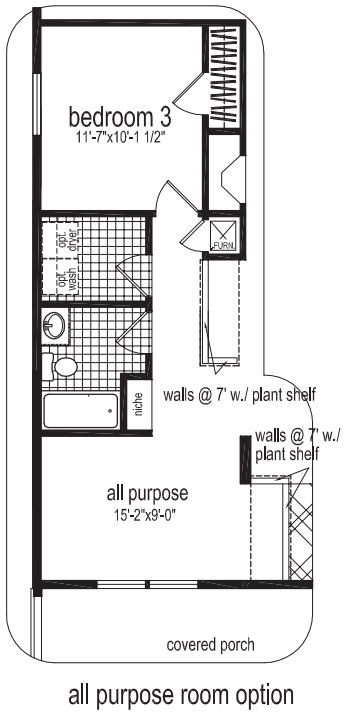 bedroom 3
11'-7"x10'-1 1/2"
opt.
dryer
FURN.
opt.
wash
niche
walls @ 7' w./ plant shelf
walls @ 7' w./
plant shelf
all purpose
15'-2"x9'-0"
covered porch
all purpose room option